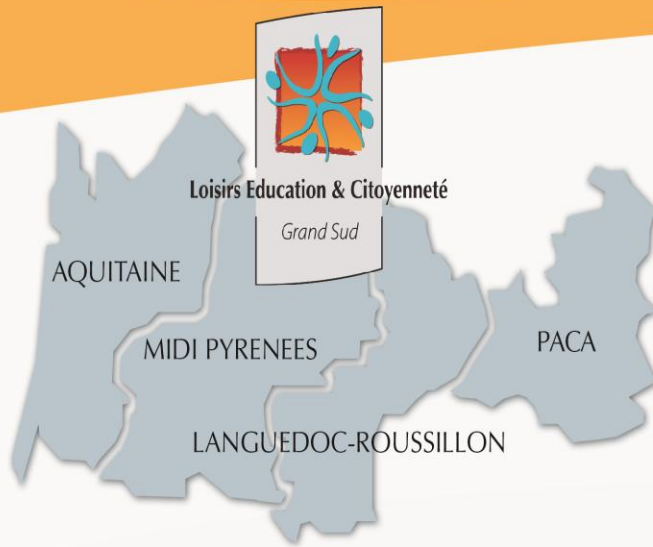 Loisirs Education & Citoyenneté
Grand Sud
AQUITAINE
MIDI PYRENEES
PACA
LANGUEDOC-ROUSSILLON